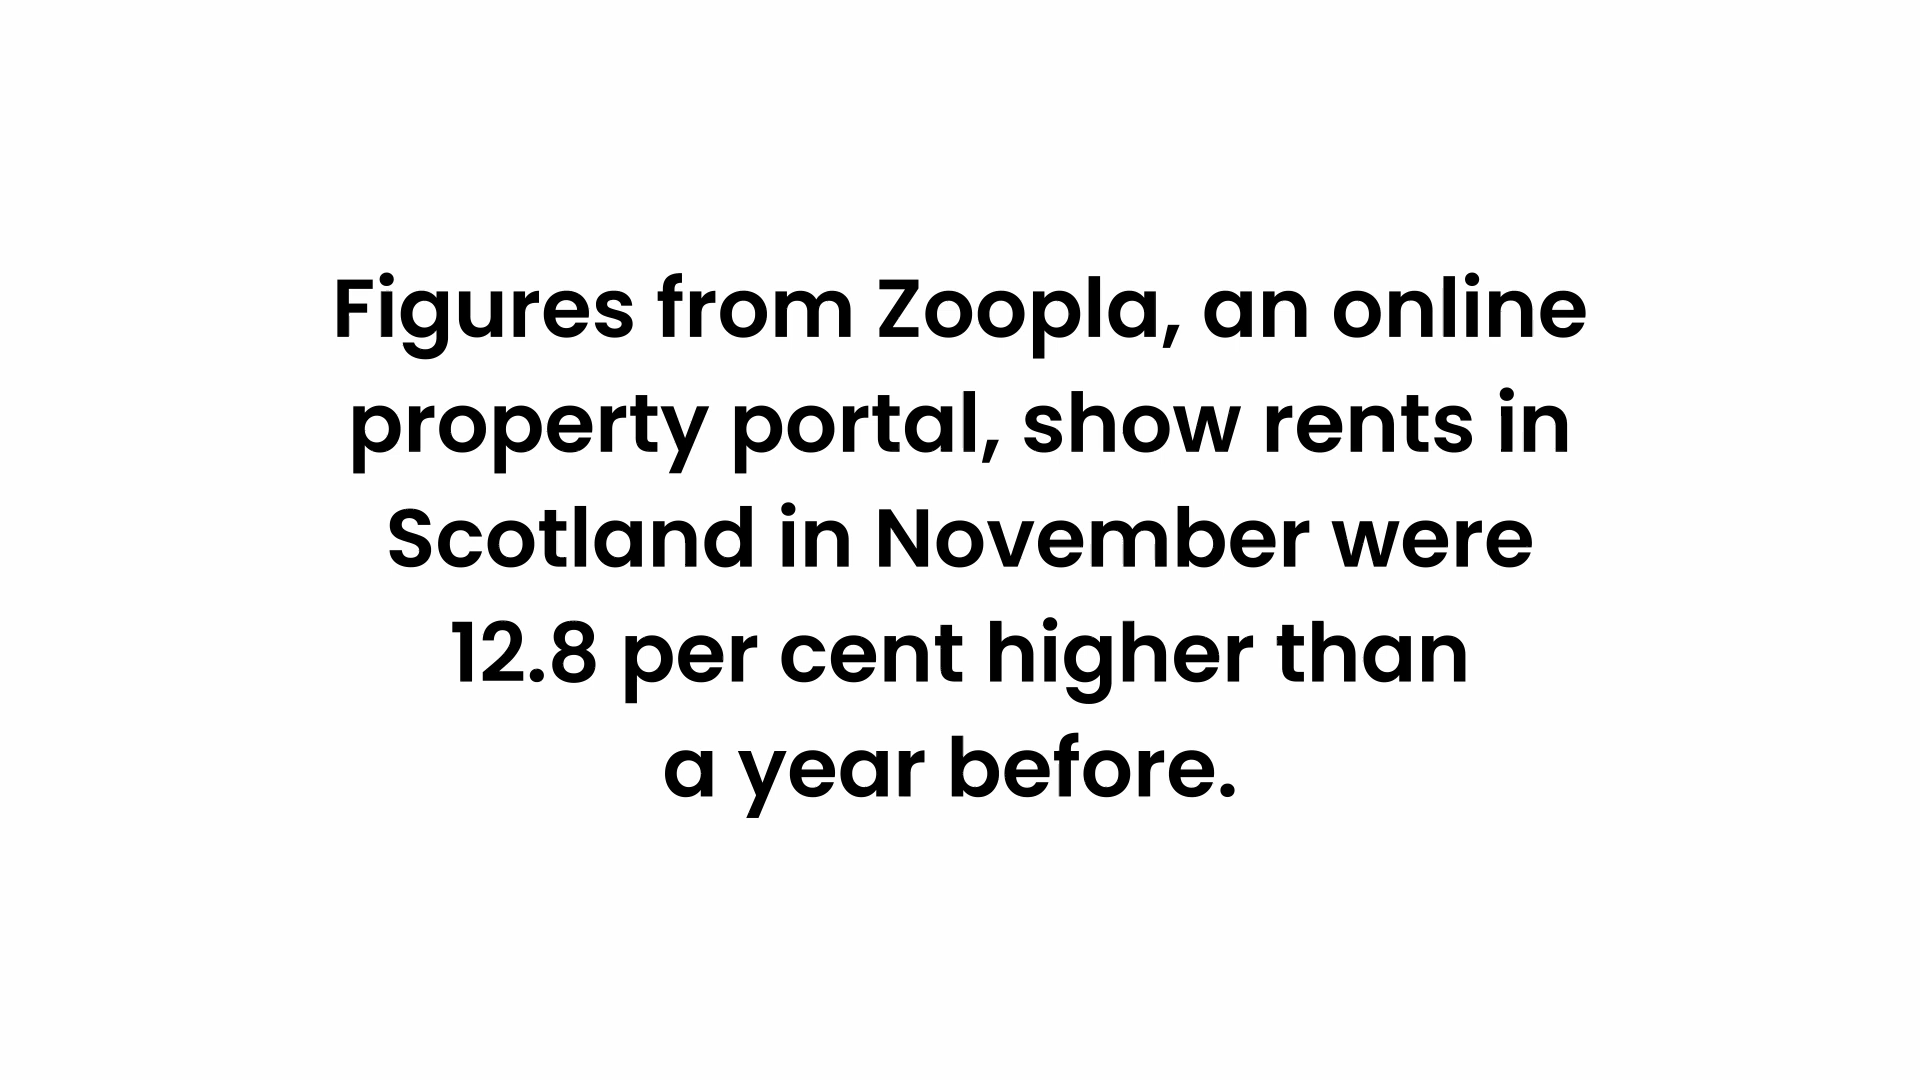 Figures from Zoopla, an online
property portal, show rents in
Scotland in November were
12.8 per cent higher than
a year before.